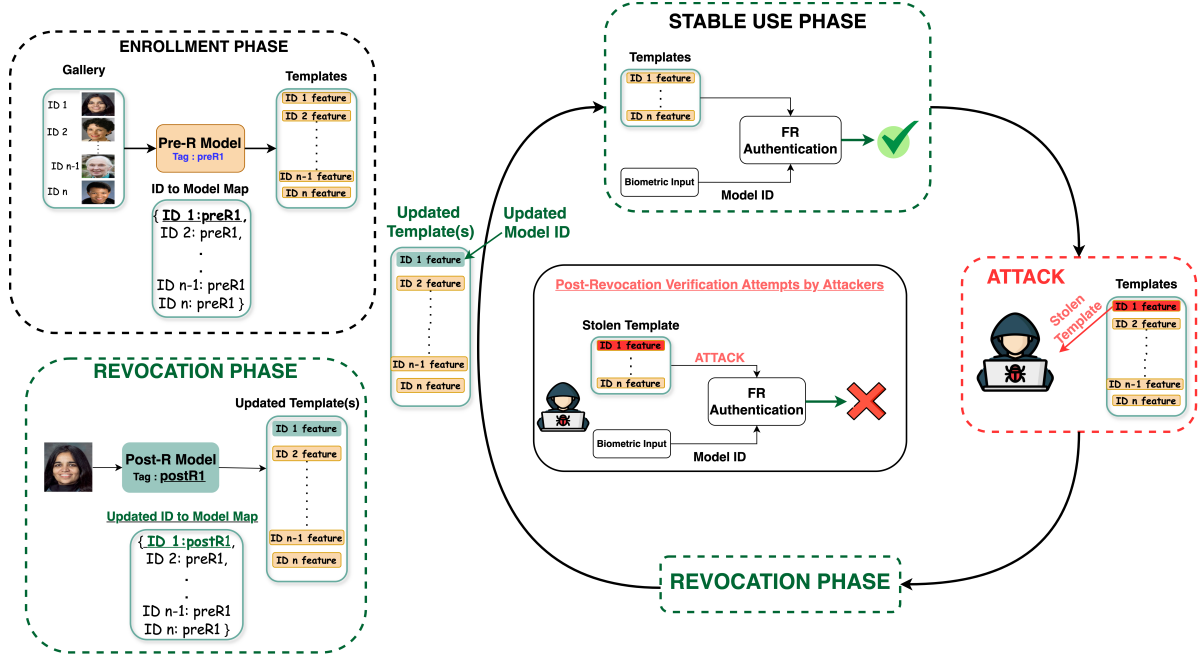 ENROLLMENT PHASE
Gallery
ID 1
ID 2
ID n-1
ID n
Pre-R Model
Tag : preR1
Templates
ID 1 feature
ID 2 feature
ID n-1 feature
ID n feature
ID to Model Map
{ ID 1:preR1,
ID 2: preR1,
.
.
ID n-1: preR1
ID n: preR1 }
REVOCATION PHASE
Updated Template(s)
Post-R Model
Tag : postR1
ID 1 feature
ID 2 feature
ID n-1 feature
ID n feature
Updated ID to Model Map
{ ID 1:postR1,
ID 2: preR1,
.
.
ID n-1: preR1
ID n: preR1 }
Updated
Template(s)
Updated
Model ID
ID 1 feature
ID 2 feature
ID n-1 feature
ID n feature
STABLE USE PHASE
Templates
ID 1 feature
ID n feature
FR
Authentication
Biometric Input
Model ID
Post-Revocation Verification Attempts by Attackers
Stolen Template
ID 1 feature
ID n feature
ATTACK
FR
Authentication
Biometric Input
Model ID
ATTACK
Templates
Stolen
Template
ID 1 feature
ID 2 feature
ID n-1 feature
ID n feature
REVOCATION PHASE